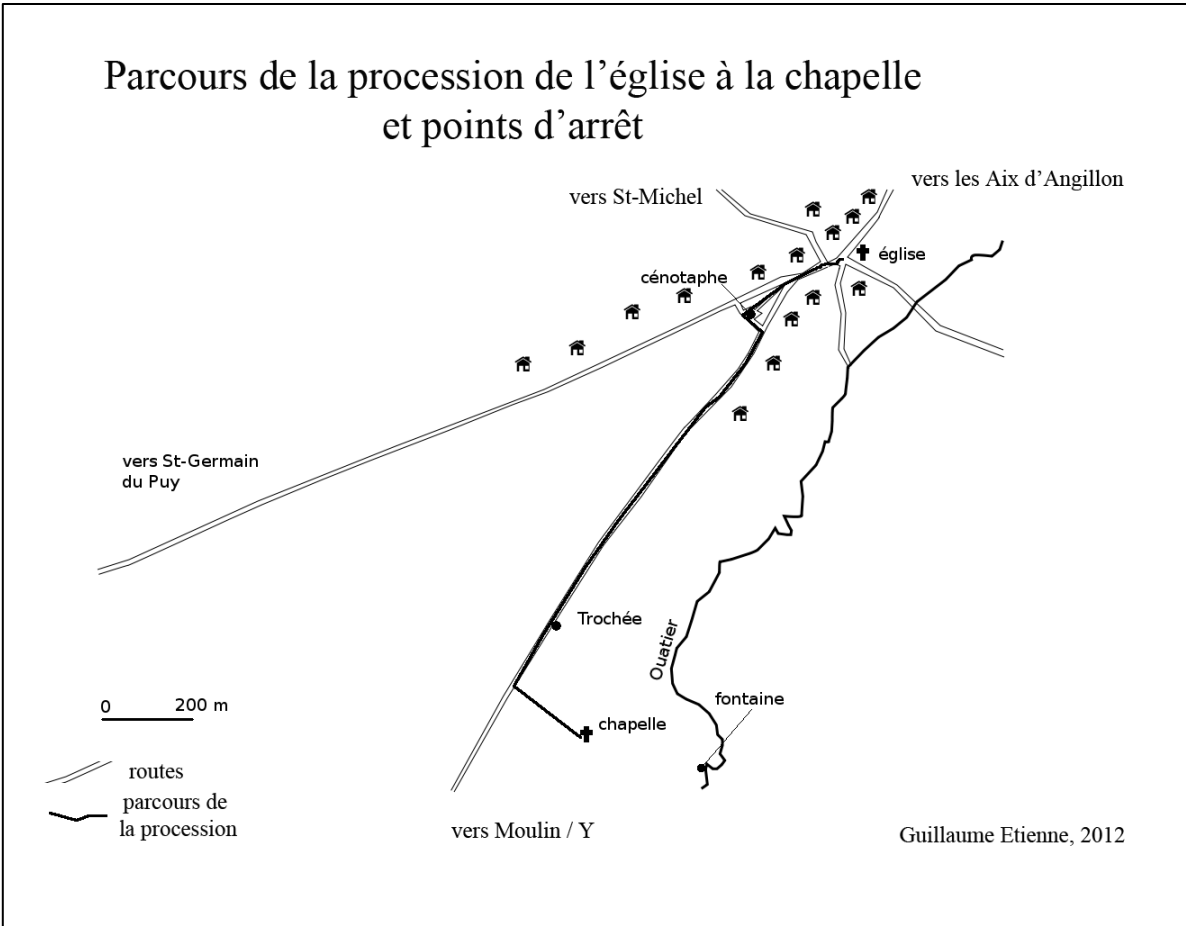 Parcours de la procession de l’église à la chapelle
et points d’arrêt
vers St-Michel
vers les Aix d’Angillon
église
cénotaphe
vers St-Germain
du Puy
Trochée
Ouatier
fontaine
chapelle
0 200 m
routes
parcours de
la procession
vers Moulin / Y
Guillaume Etienne, 2012